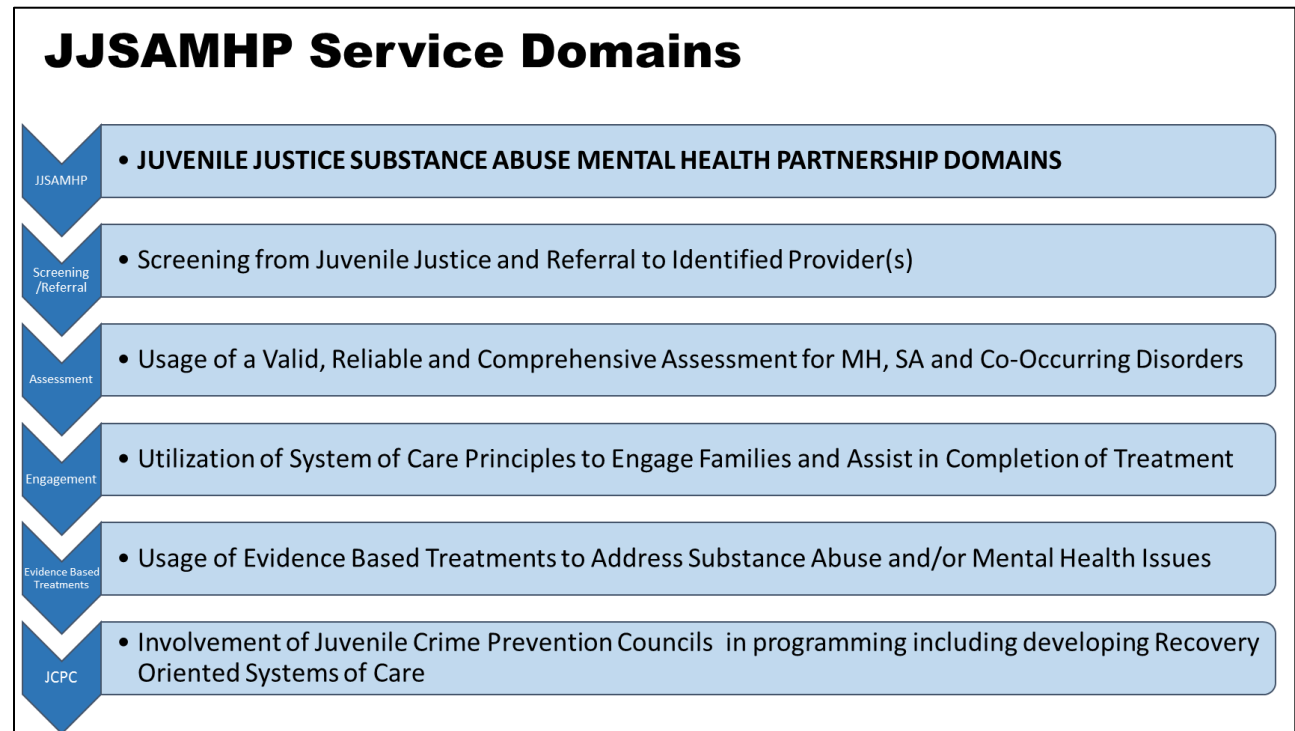 JJSAMHP Service Domains
JJSAMHP
• JUVENILE JUSTICE SUBSTANCE ABUSE MENTAL HEALTH PARTNERSHIP DOMAINS
Screening
/Referral
• Screening from Juvenile Justice and Referral to Identified Provider(s)
Assessment
• Usage of a Valid, Reliable and Comprehensive Assessment for MH, SA and Co-Occurring Disorders
Engagement
• Utilization of System of Care Principles to Engage Families and Assist in Completion of Treatment
Evidence Based
Treatments
• Usage of Evidence Based Treatments to Address Substance Abuse and/or Mental Health Issues
JCPC
• Involvement of Juvenile Crime Prevention Councils in programming including developing Recovery
Oriented Systems of Care